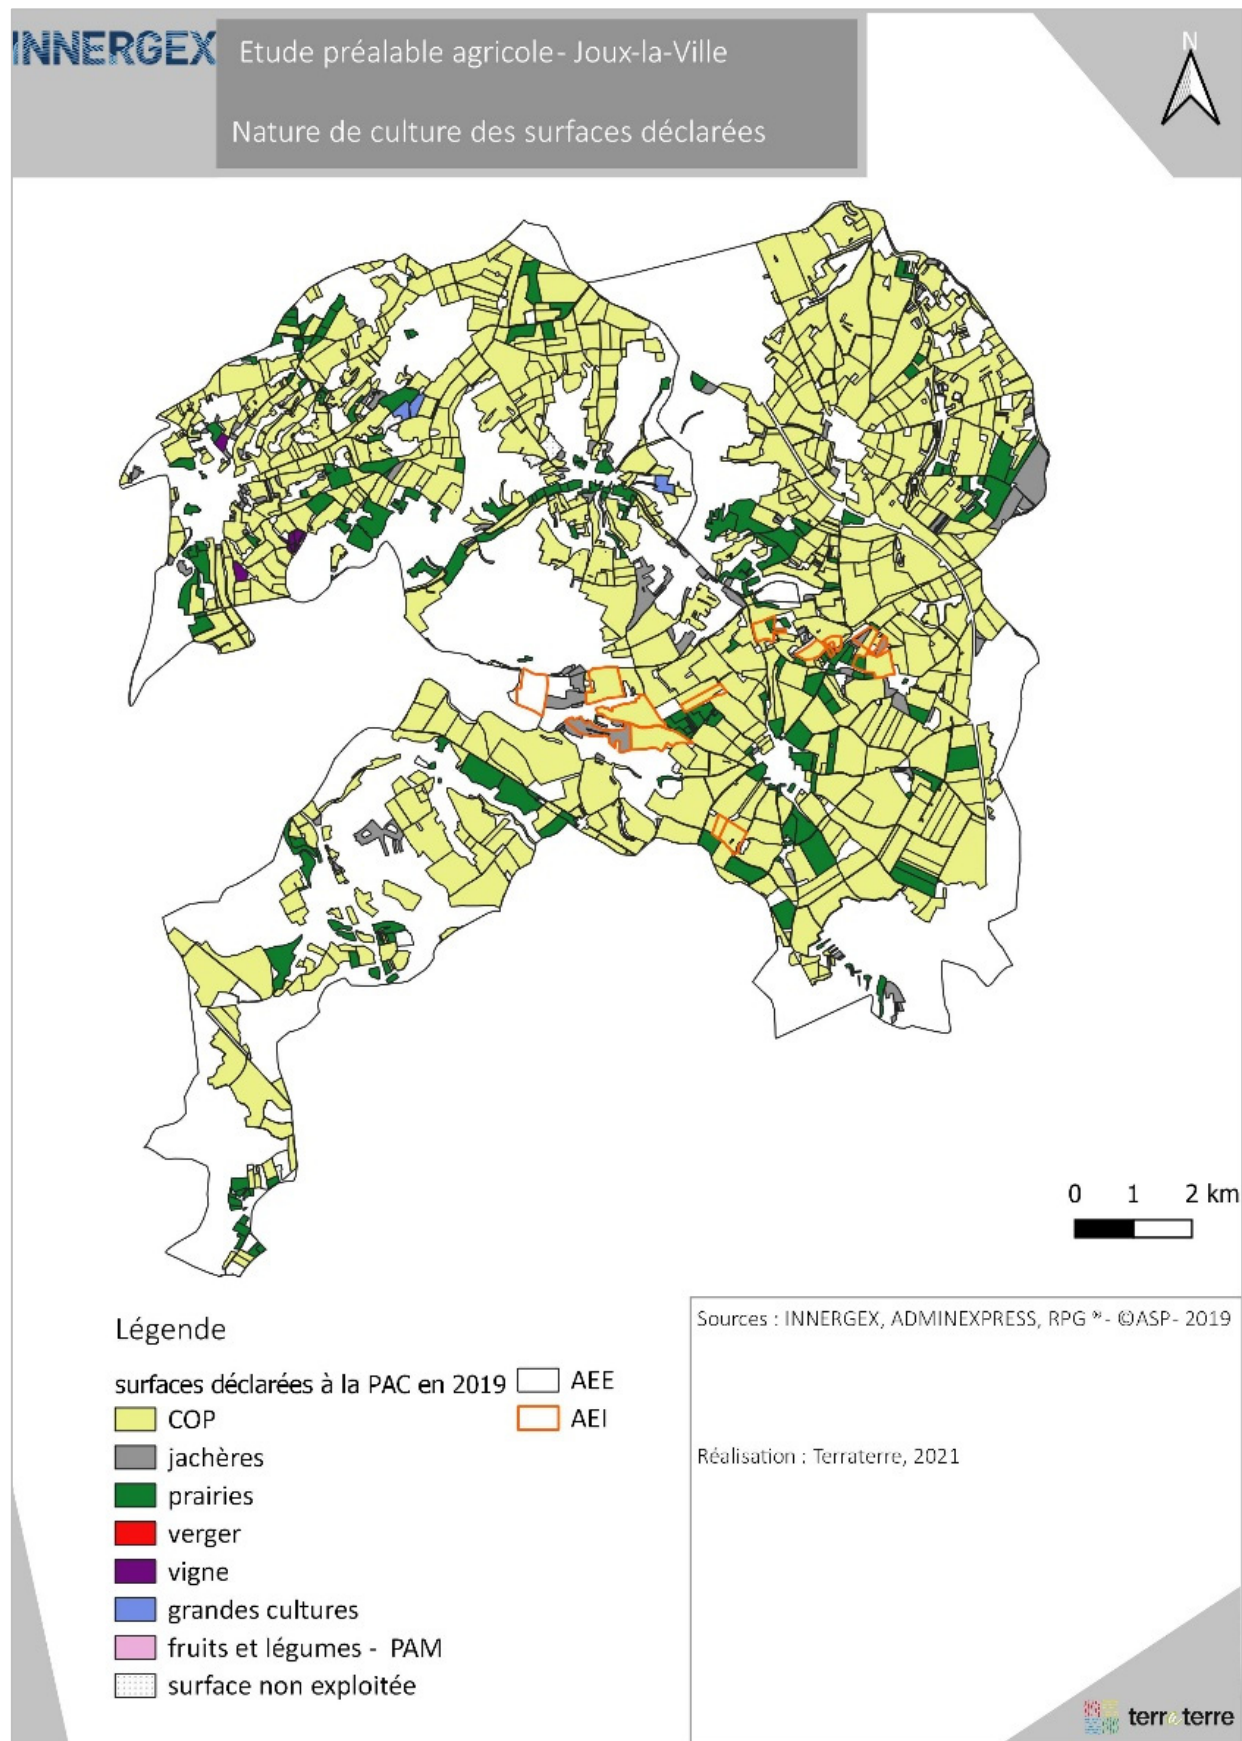 INNERGEX
Etude préalable agricole- Joux-la-Ville
Nature de culture des surfaces déclarées
N
0 1 2 km
Légende
surfaces déclarées à la PAC en 2019
COP
jachères
prairies
verger
vigne
grandes cultures
fruits et légumes - PAM
surface non exploitée
AEE
AEI
Sources : INNERGEX, ADMINEXPRESS, RPG ®- ©ASP- 2019
Réalisation : Terraterre, 2021
terraterre